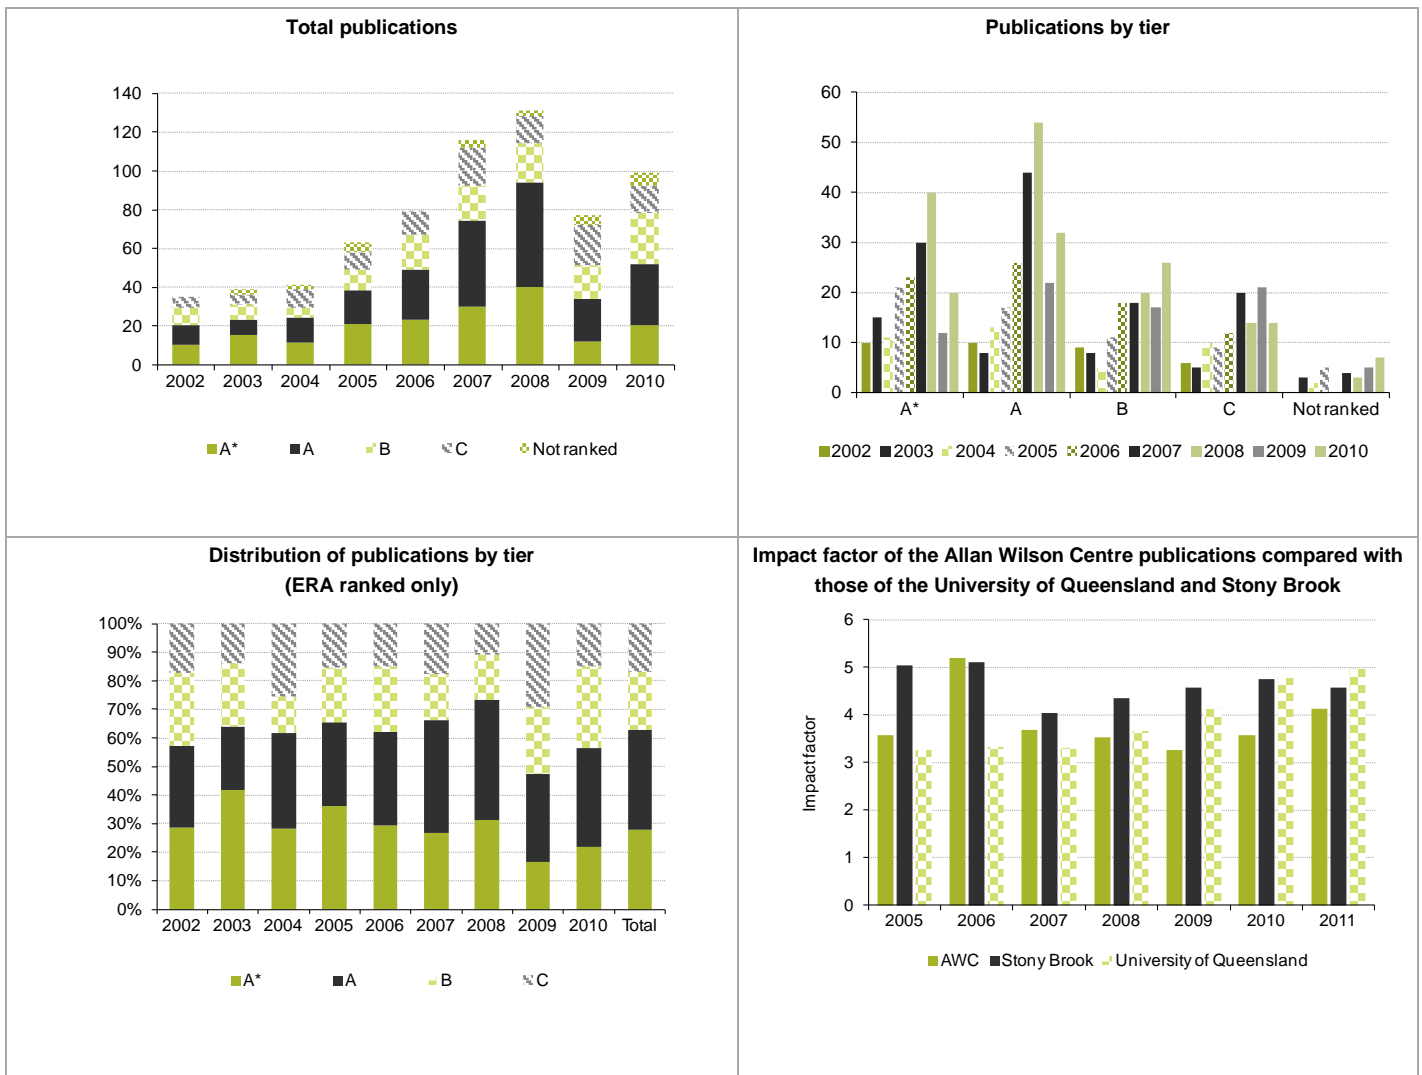 Total publications
140
120
100
80
60
40
20
0
2002 2003 2004 2005 2006 2007 2008 2009 2010
A* A B C Not ranked
Publications by tier
60
50
40
30
20
10
0
A* A B C Not ranked
2002 2003 2004 2005 2006 2007 2008 2009 2010
Distribution of publications by tier
(ERA ranked only)
100%
90%
80%
70%
60%
50%
40%
30%
20%
10%
0%
2002 2003 2004 2005 2006 2007 2008 2009 2010 Total
A* A B C
Impact factor of the Allan Wilson Centre publications compared with
those of the University of Queensland and Stony Brook
6
5
4
3
2
1
0
Impact factor
2005 2006 2007 2008 2009 2010 2011
AWC Stony Brook University of Queensland